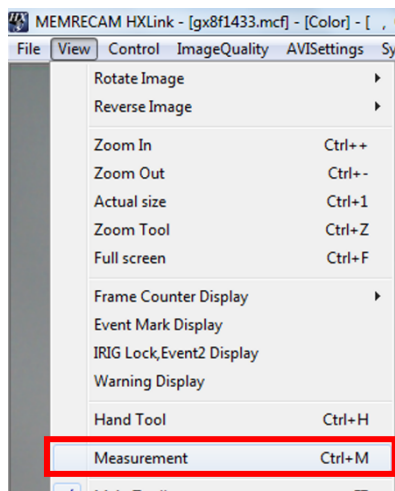 MEMRECAM HXLink - [gx8f1433.mcf] - [Color] - [ ,
File View Control ImageQuality AVISettings Sy
Rotate Image
Reverse Image
Zoom In Ctrl++
Zoom Out Ctrl+-
Actual size Ctrl+1
Zoom Tool Ctrl+Z
Full screen Ctrl+F
Frame Counter Display
Event Mark Display
IRIG Lock,Event2 Display
Warning Display
Hand Tool Ctrl+H
Measurement Ctrl+M